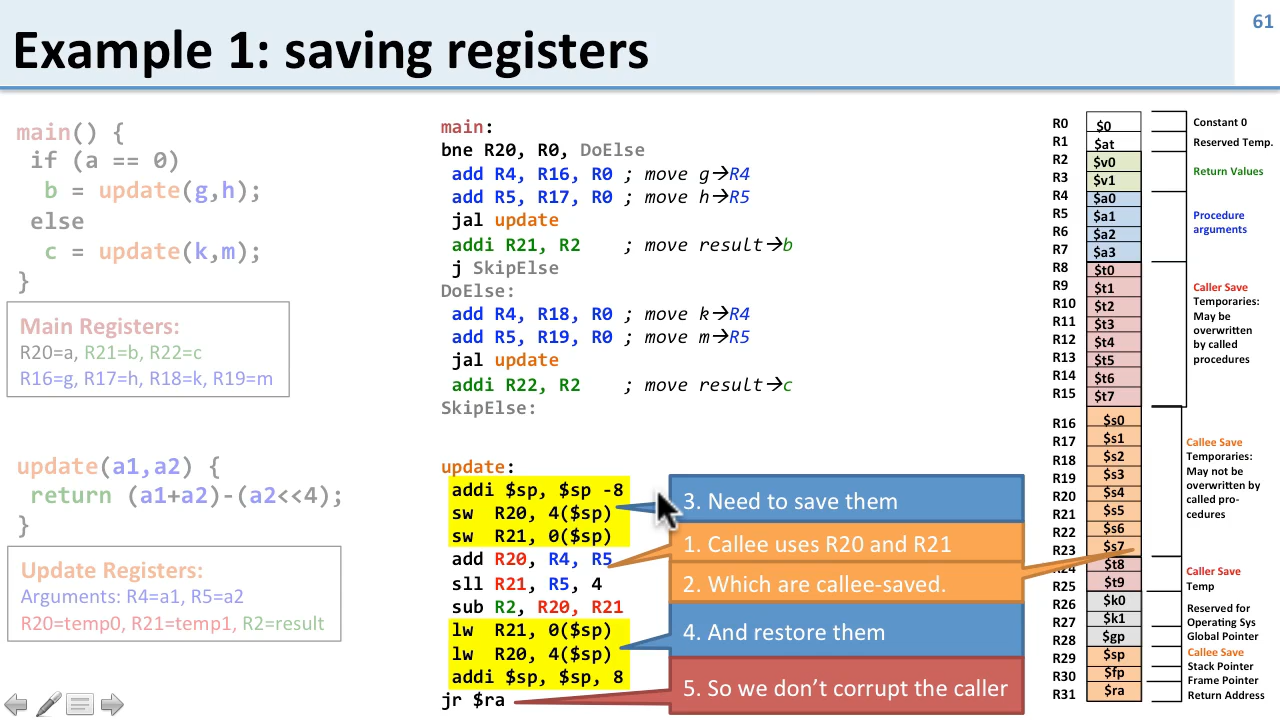 61
Example 1: saving registers
main() {
if (a == 0)
b = update(g,h);
else
c = update(k,m);
}
Main Registers:
R20=a, R21=b, R22=c
R16=g, R17=h, R18=k, R19=m
update(a1,a2) {
return (a1+a2)-(a2<<4);
}
Update Registers:
Arguments: R4=a1, R5=a2
R20=temp0, R21=temp1, R2=result
main:
bne R20, R0, DoElse
add R4, R16, R0 ; move g→R4
add R5, R17, R0 ; move h→R5
jal update
addi R21, R2 ; move result→b
j SkipElse
DoElse:
add R4, R18, R0 ; move k→R4
add R5, R19, R0 ; move m→R5
jal update
addi R22, R2 ; move result→c
SkipElse:
update:
addi $sp, $sp -8
sw R20, 4($sp)
sw R21, 0($sp)
add R20, R4, R5
sll R21, R5, 4
sub R2, R20, R21
lw R21, 0($sp)
lw R20, 4($sp)
addi $sp, $sp, 8
jr $ra
3. Need to save them
1. Callee uses R20 and R21
2. Which are callee-saved.
4. And restore them
5. So we don't corrupt the caller
R0 $0 Constant 0
R1 $at Reserved Temp.
R2 $v0
R3 $v1
Return Values
R4 $a0
R5 $a1
R6 $a2
R7 $a3
Procedure
arguments
R8 $t0
R9 $t1
R10 $t2
R11 $t3
R12 $t4
R13 $t5
R14 $t6
R15 $t7
Caller Save
Temporaries:
May be
overwritten
by called
procedures
R16 $s0
R17 $s1
R18 $s2
R19 $s3
R20 $s4
R21 $s5
R22 $s6
R23 $s7
Callee Save
Temporaries:
May not be
overwritten by
called pro-
cedures
R24 $t8
R25 $t9
Caller Save
Temp
R26 $k0
R27 $k1
Reserved for
Operating Sys
R28 $gp Global Pointer
Callee Save
R29 $sp Stack Pointer
R30 $fp Frame Pointer
R31 $ra Return Address